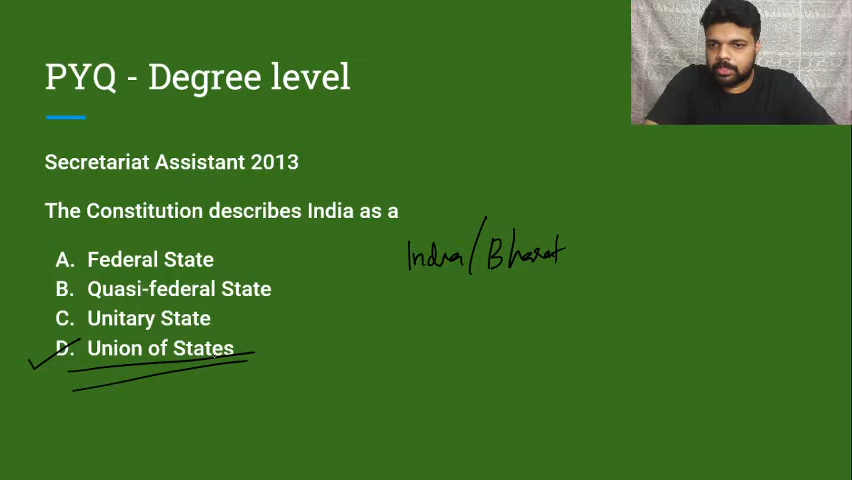 PYQ - Degree level
Secretariat Assistant 2013
The Constitution describes India as a
India/Bharat
A. Federal State
B. Quasi-federal State
C. Unitary State
D. Union of States